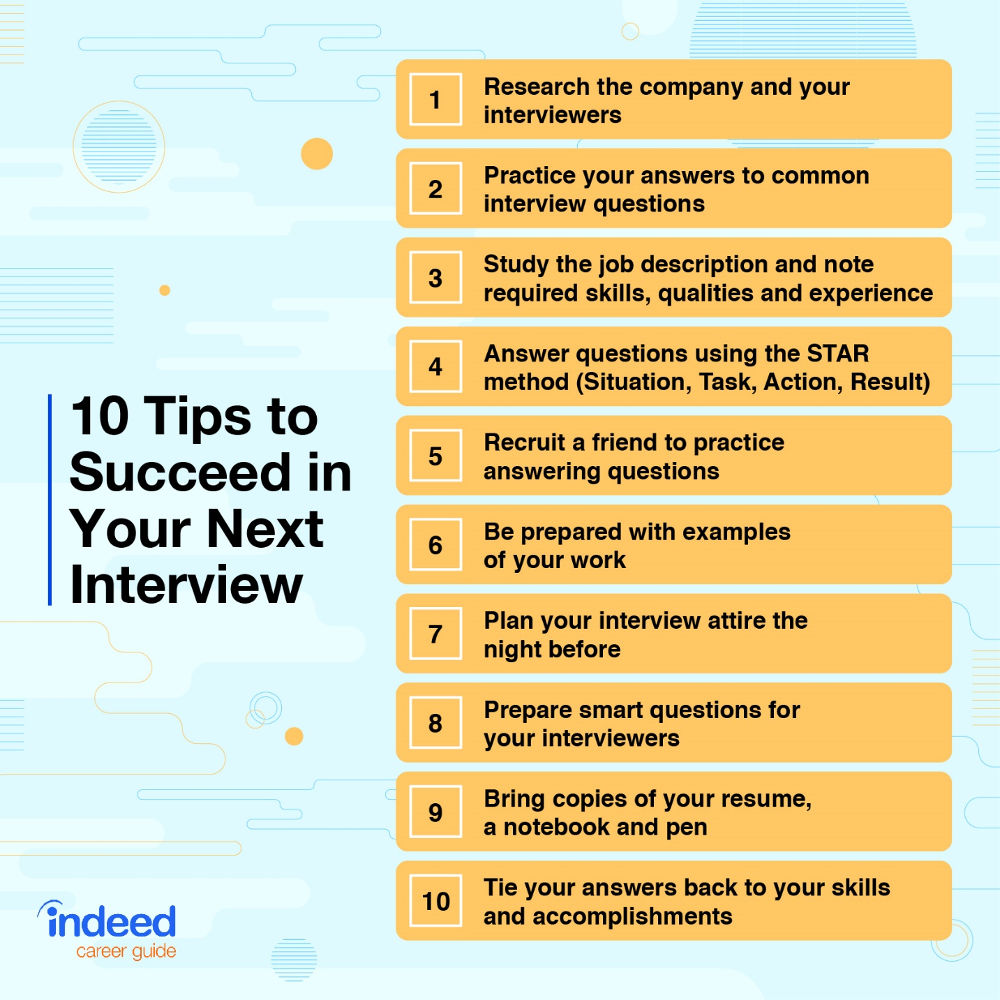 10 Tips to
Succeed in
Your Next
Interview
1
Research the company and your
interviewers
2
Practice your answers to common
interview questions
3
Study the job description and note
required skills, qualities and experience
4
Answer questions using the STAR
method (Situation, Task, Action, Result)
5
Recruit a friend to practice
answering questions
6
Be prepared with examples
of your work
7
Plan your interview attire the
night before
8
Prepare smart questions for
your interviewers
9
Bring copies of your resume,
a notebook and pen
10
Tie your answers back to your skills
and accomplishments
indeed
career guide